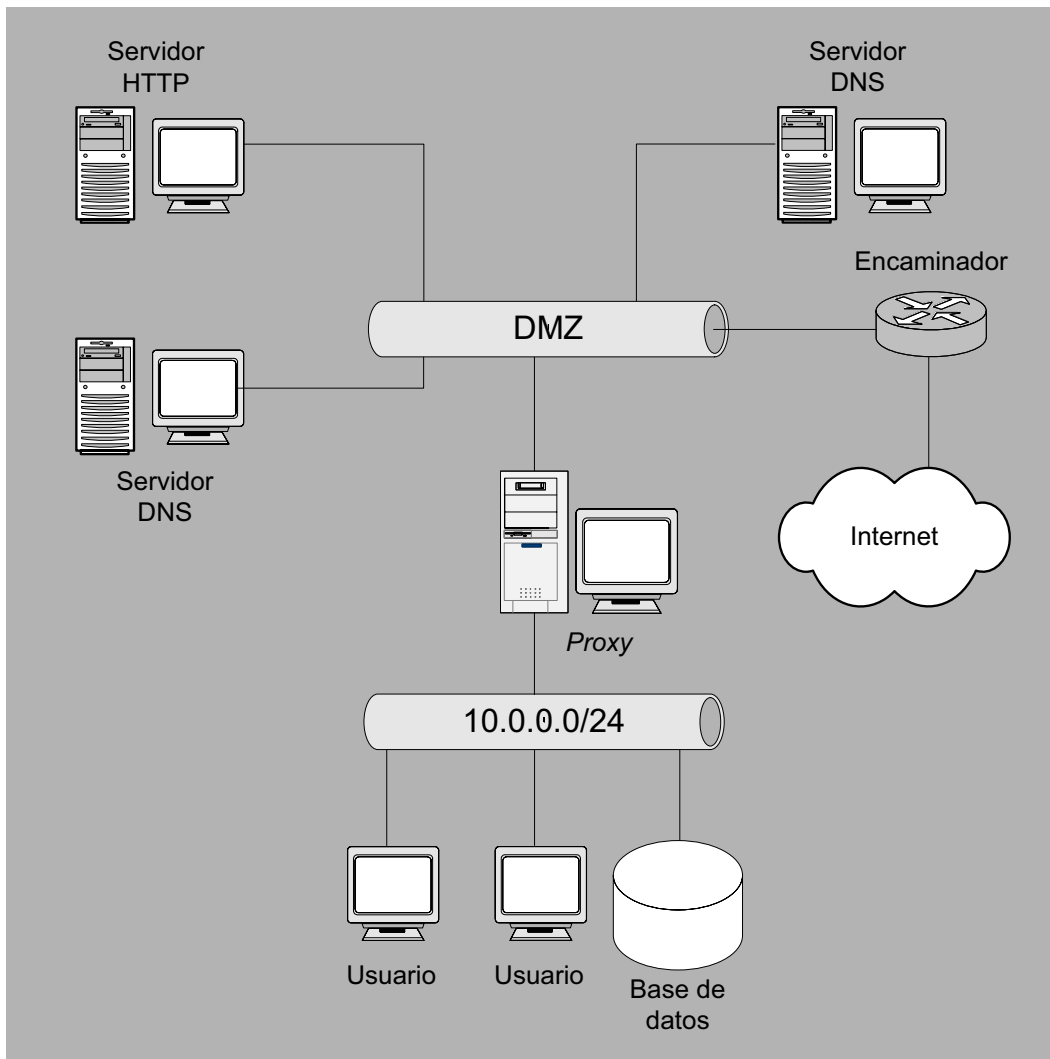 Servidor
HTTP
Servidor
DNS
Encaminador
DMZ
Servidor
DNS
Internet
Proxy
10.0.0.0/24
Usuario
Usuario
Base de
datos